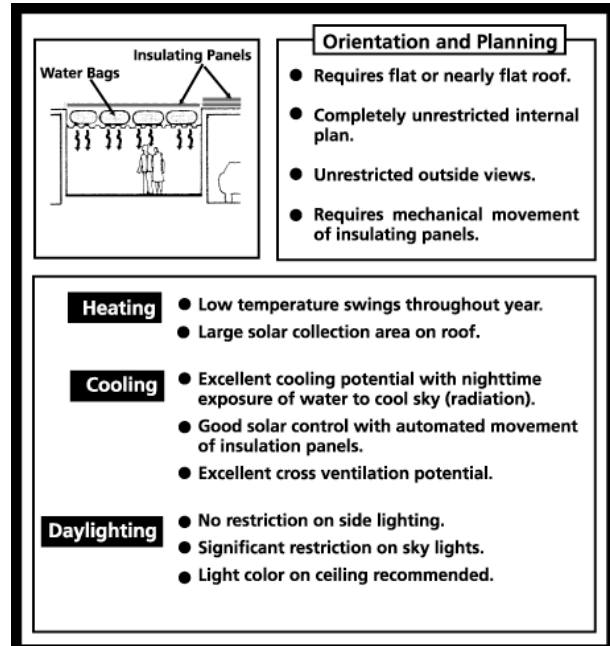 Insulating Panels
Water Bags
Orientation and Planning
● Requires flat or nearly flat roof.
● Completely unrestricted internal
plan.
● Unrestricted outside views.
● Requires mechanical movement
of insulating panels.
Heating
● Low temperature swings throughout year.
● Large solar collection area on roof.
Cooling
● Excellent cooling potential with nighttime
exposure of water to cool sky (radiation).
● Good solar control with automated movement
of insulation panels.
● Excellent cross ventilation potential.
Daylighting
● No restriction on side lighting.
● Significant restriction on sky lights.
● Light color on ceiling recommended.